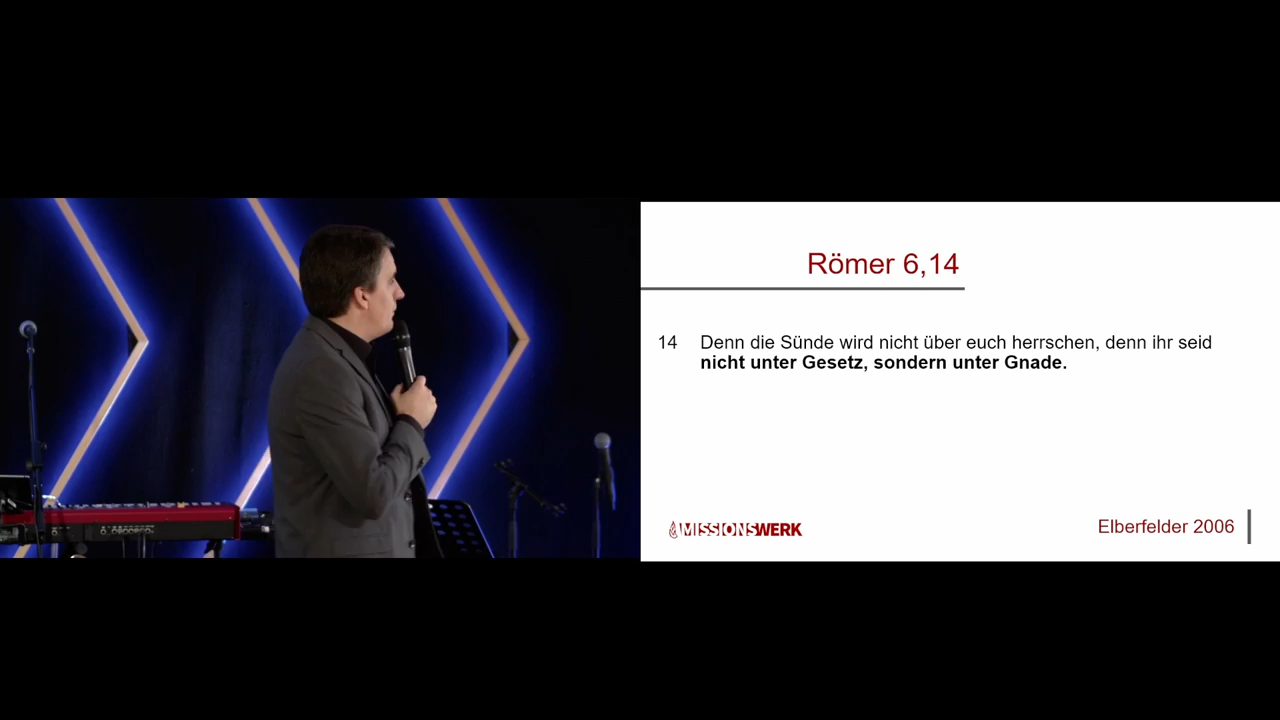 Römer 6,14
14 Denn die Sünde wird nicht über euch herrschen, denn ihr seid
nicht unter Gesetz, sondern unter Gnade.
MISSIONSWERK
Elberfelder 2006